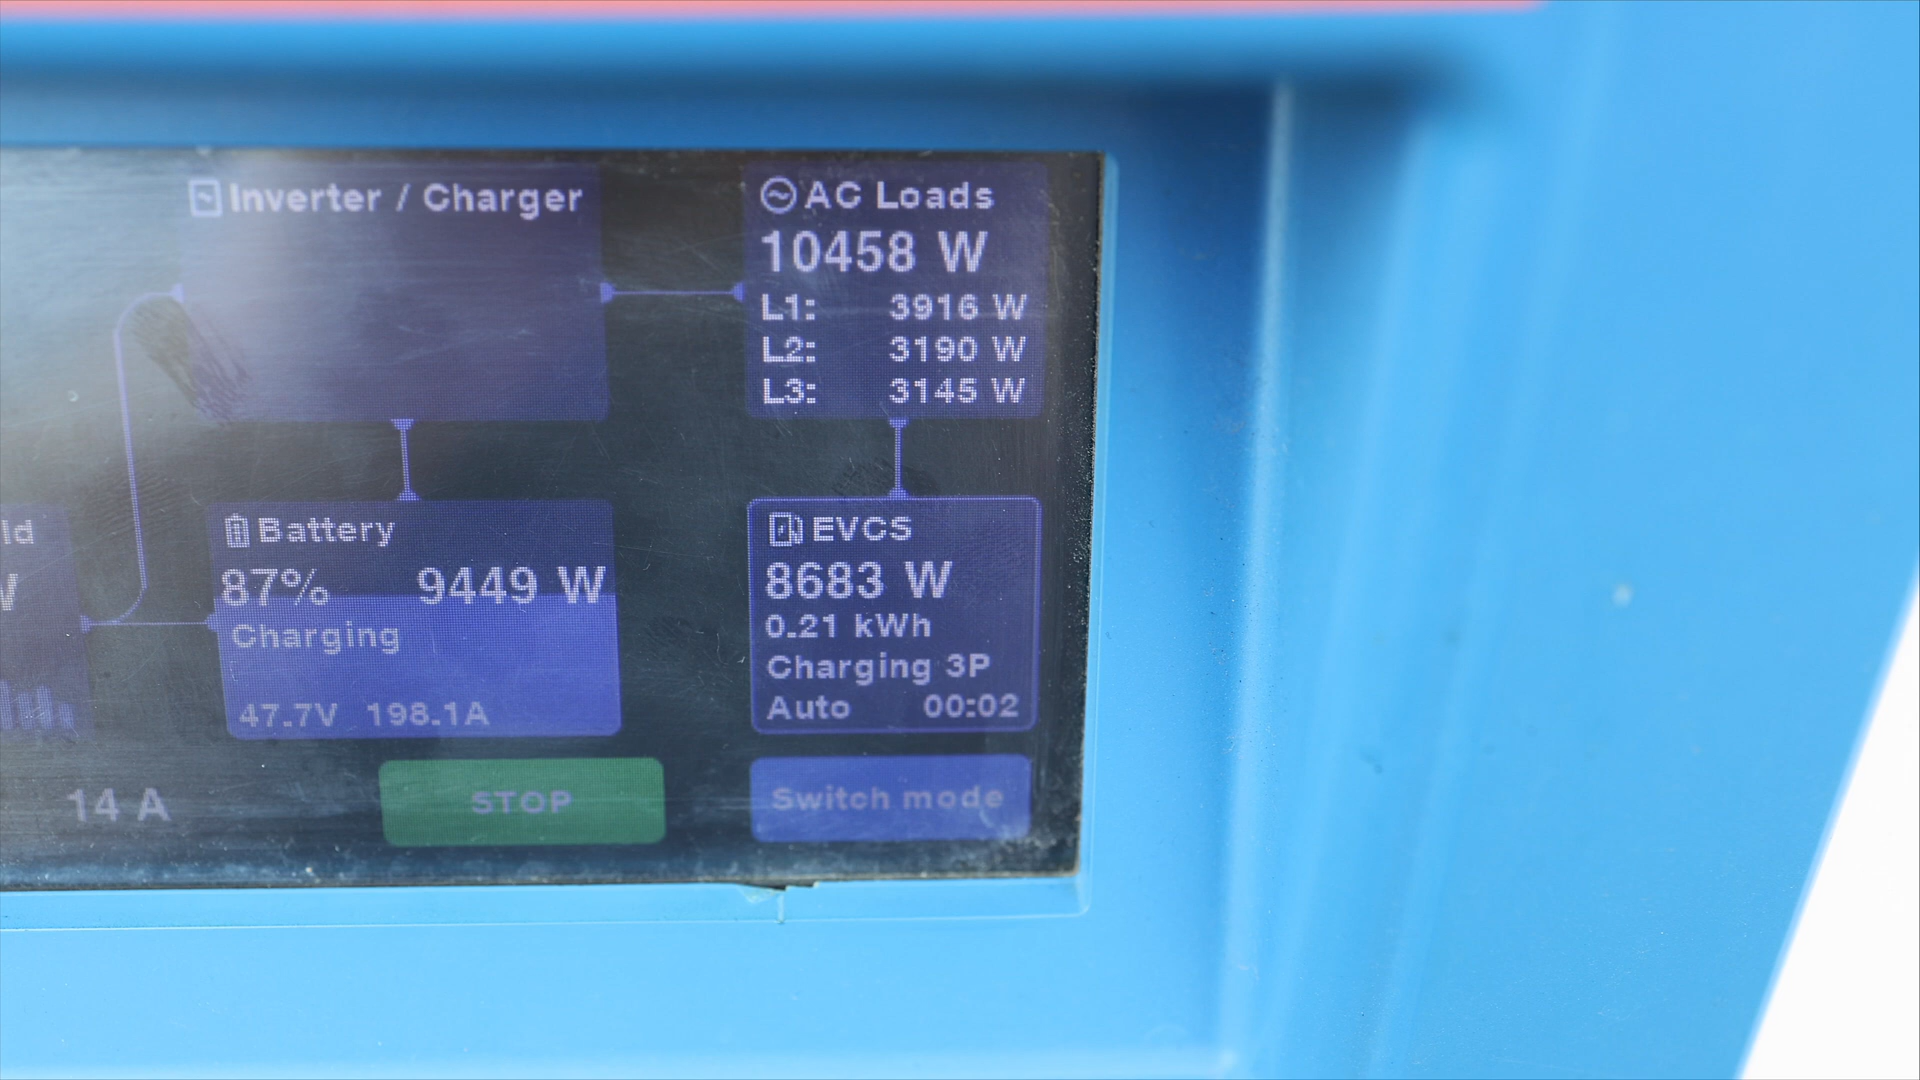 Inverter / Charger
AC Loads
10458 W
L1: 3916 W
L2: 3190 W
L3: 3145 W
ld
W
Battery
87% 9449 W
Charging
47.7V 198.1A
EVCS
8683 W
0.21 kWh
Charging 3P
Auto 00:02
14 A
STOP
Switch mode